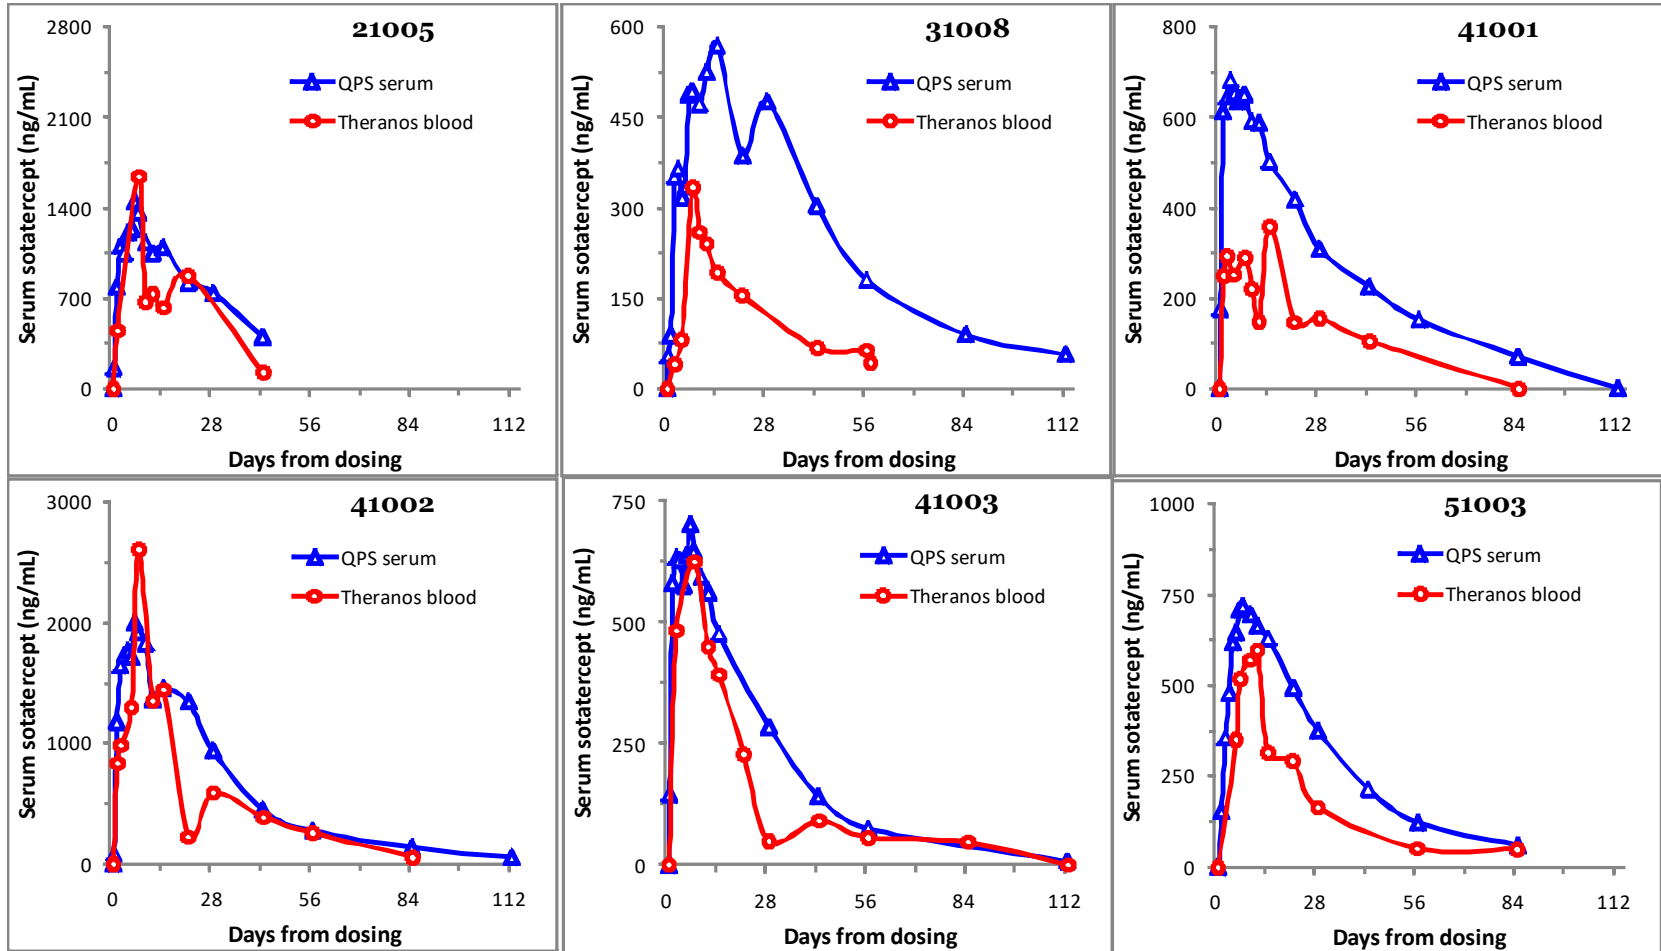 21005
QPS serum
Theranos blood
Serum sotatercept (ng/mL)
2800
2100
1400
700
0
0 28 56 84 112
Days from dosing
31008
QPS serum
Theranos blood
Serum sotatercept (ng/mL)
600
450
300
150
0
0 28 56 84 112
Days from dosing
41001
QPS serum
Theranos blood
Serum sotatercept (ng/mL)
800
600
400
200
0
0 28 56 84 112
Days from dosing
41002
QPS serum
Theranos blood
Serum sotatercept (ng/mL)
3000
2000
1000
0
0 28 56 84 112
Days from dosing
41003
QPS serum
Theranos blood
Serum sotatercept (ng/mL)
750
500
250
0
0 28 56 84 112
Days from dosing
51003
QPS serum
Theranos blood
Serum sotatercept (ng/mL)
1000
750
500
250
0
0 28 56 84 112
Days from dosing